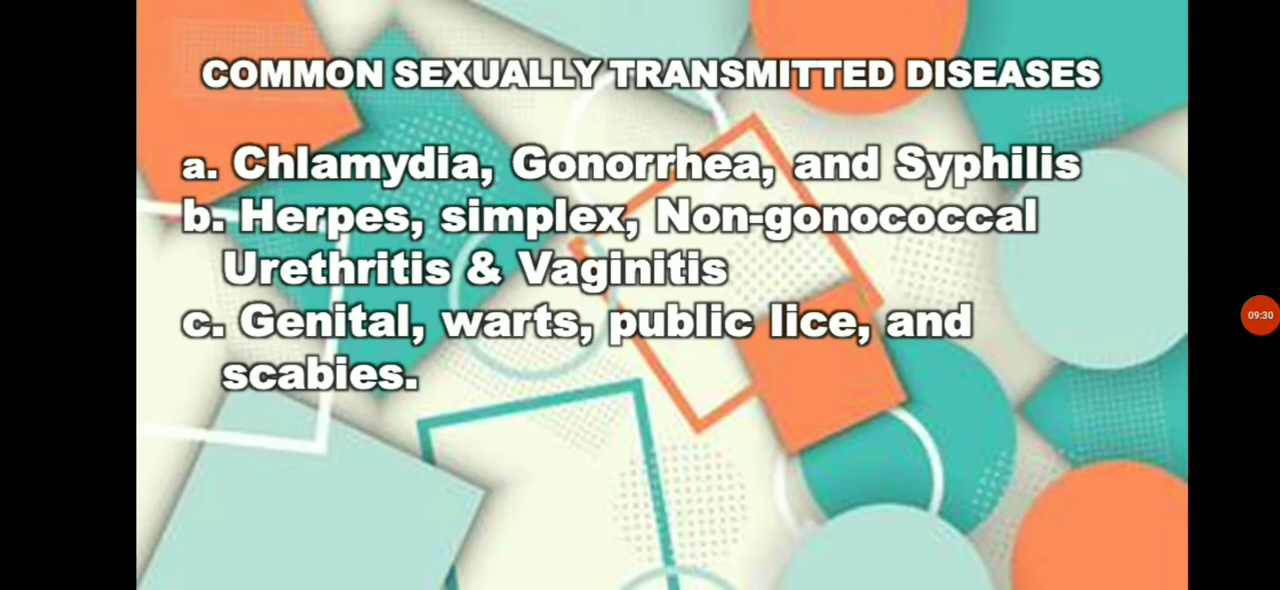 COMMON SEXUALLY TRANSMITTED DISEASES
a. Chlamydia, Gonorrhea, and Syphilis
b. Herpes, simplex, Non-gonococcal
Urethritis & Vaginitis
c. Genital, warts, public lice, and
scabies.
09:30